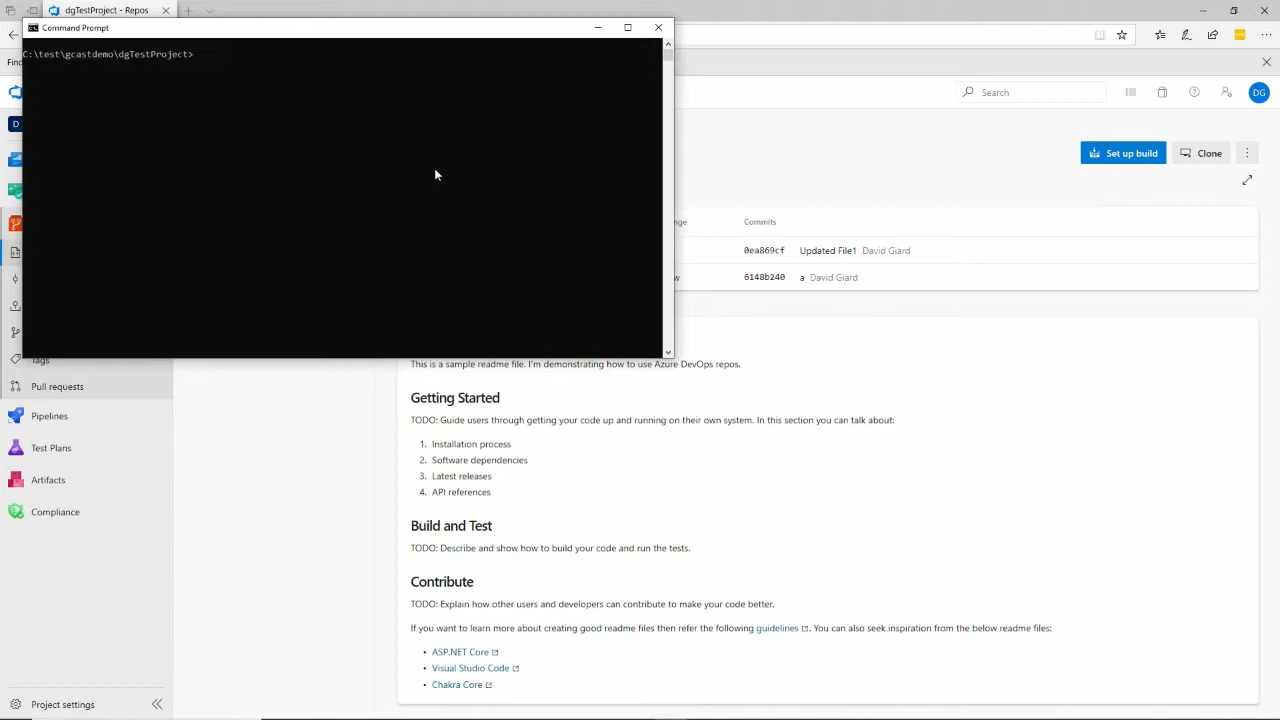 dgTestProject - Repos
Command Prompt
C:\test\gcastdemo\dgTestProject>
Search
DG
Set up build
Clone
Commits
0ea869cf Updated File1 David Giard
6148b240 a David Giard
Tags
Pull requests
Pipelines
Test Plans
Artifacts
Compliance
Project settings
This is a sample readme file. I'm demonstrating how to use Azure DevOps repos.
Getting Started
TODO: Guide users through getting your code up and running on their own system. In this section you can talk about:
1. Installation process
2. Software dependencies
3. Latest releases
4. API references
Build and Test
TODO: Describe and show how to build your code and run the tests.
Contribute
TODO: Explain how other users and developers can contribute to make your code better.
If you want to learn more about creating good readme files then refer the following guidelines. You can also seek inspiration from the below readme files:
• ASP.NET Core
• Visual Studio Code
• Chakra Core